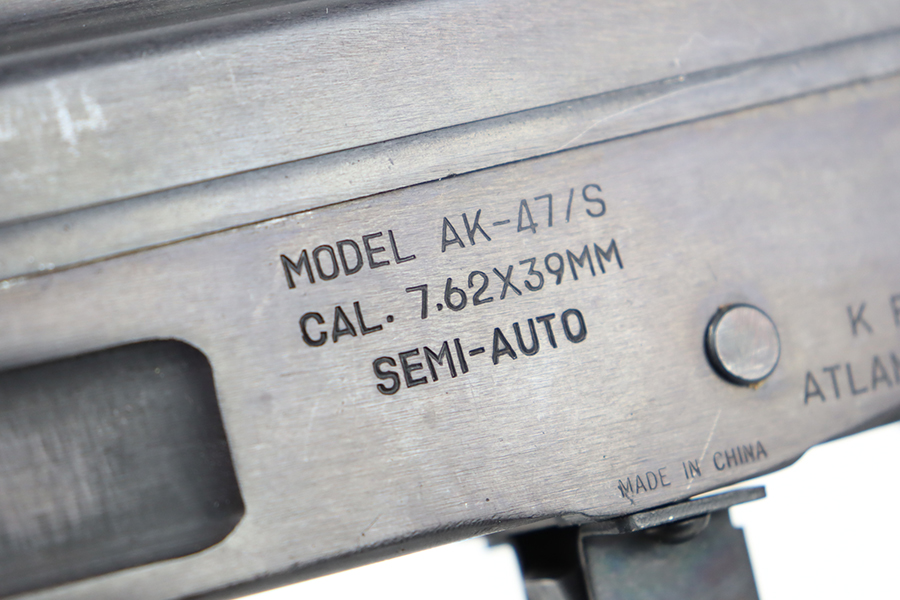 MODEL AK-47/S
CAL. 7.62X39MM
SEMI-AUTO
K
MADE IN CHINA